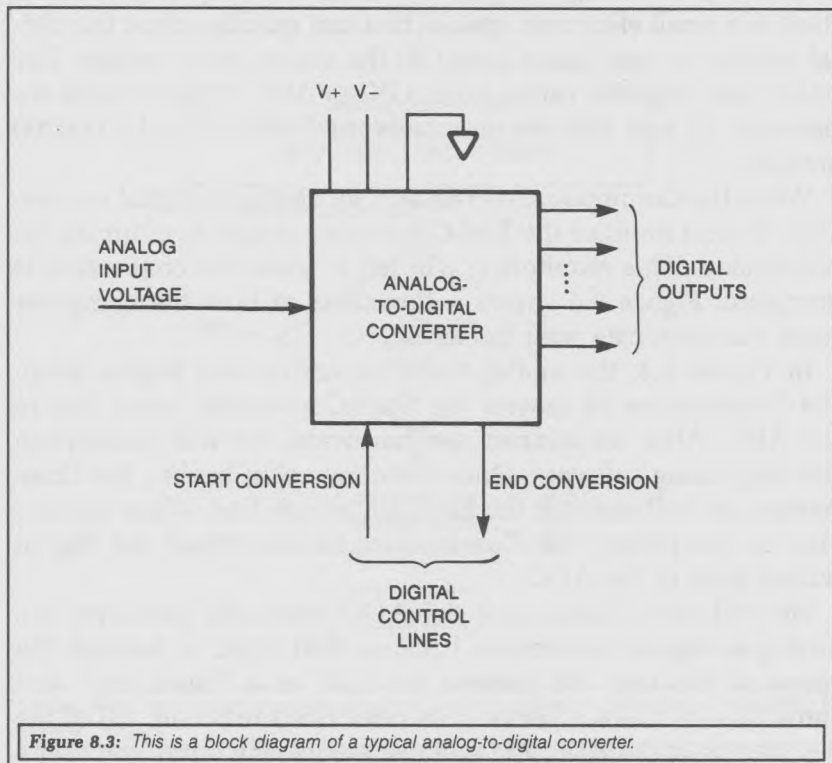 V+ V−
ANALOG
INPUT
VOLTAGE
ANALOG-
TO-DIGITAL
CONVERTER
DIGITAL
OUTPUTS
START CONVERSION
END CONVERSION
DIGITAL
CONTROL
LINES
Figure 8.3: This is a block diagram of a typical analog-to-digital converter.